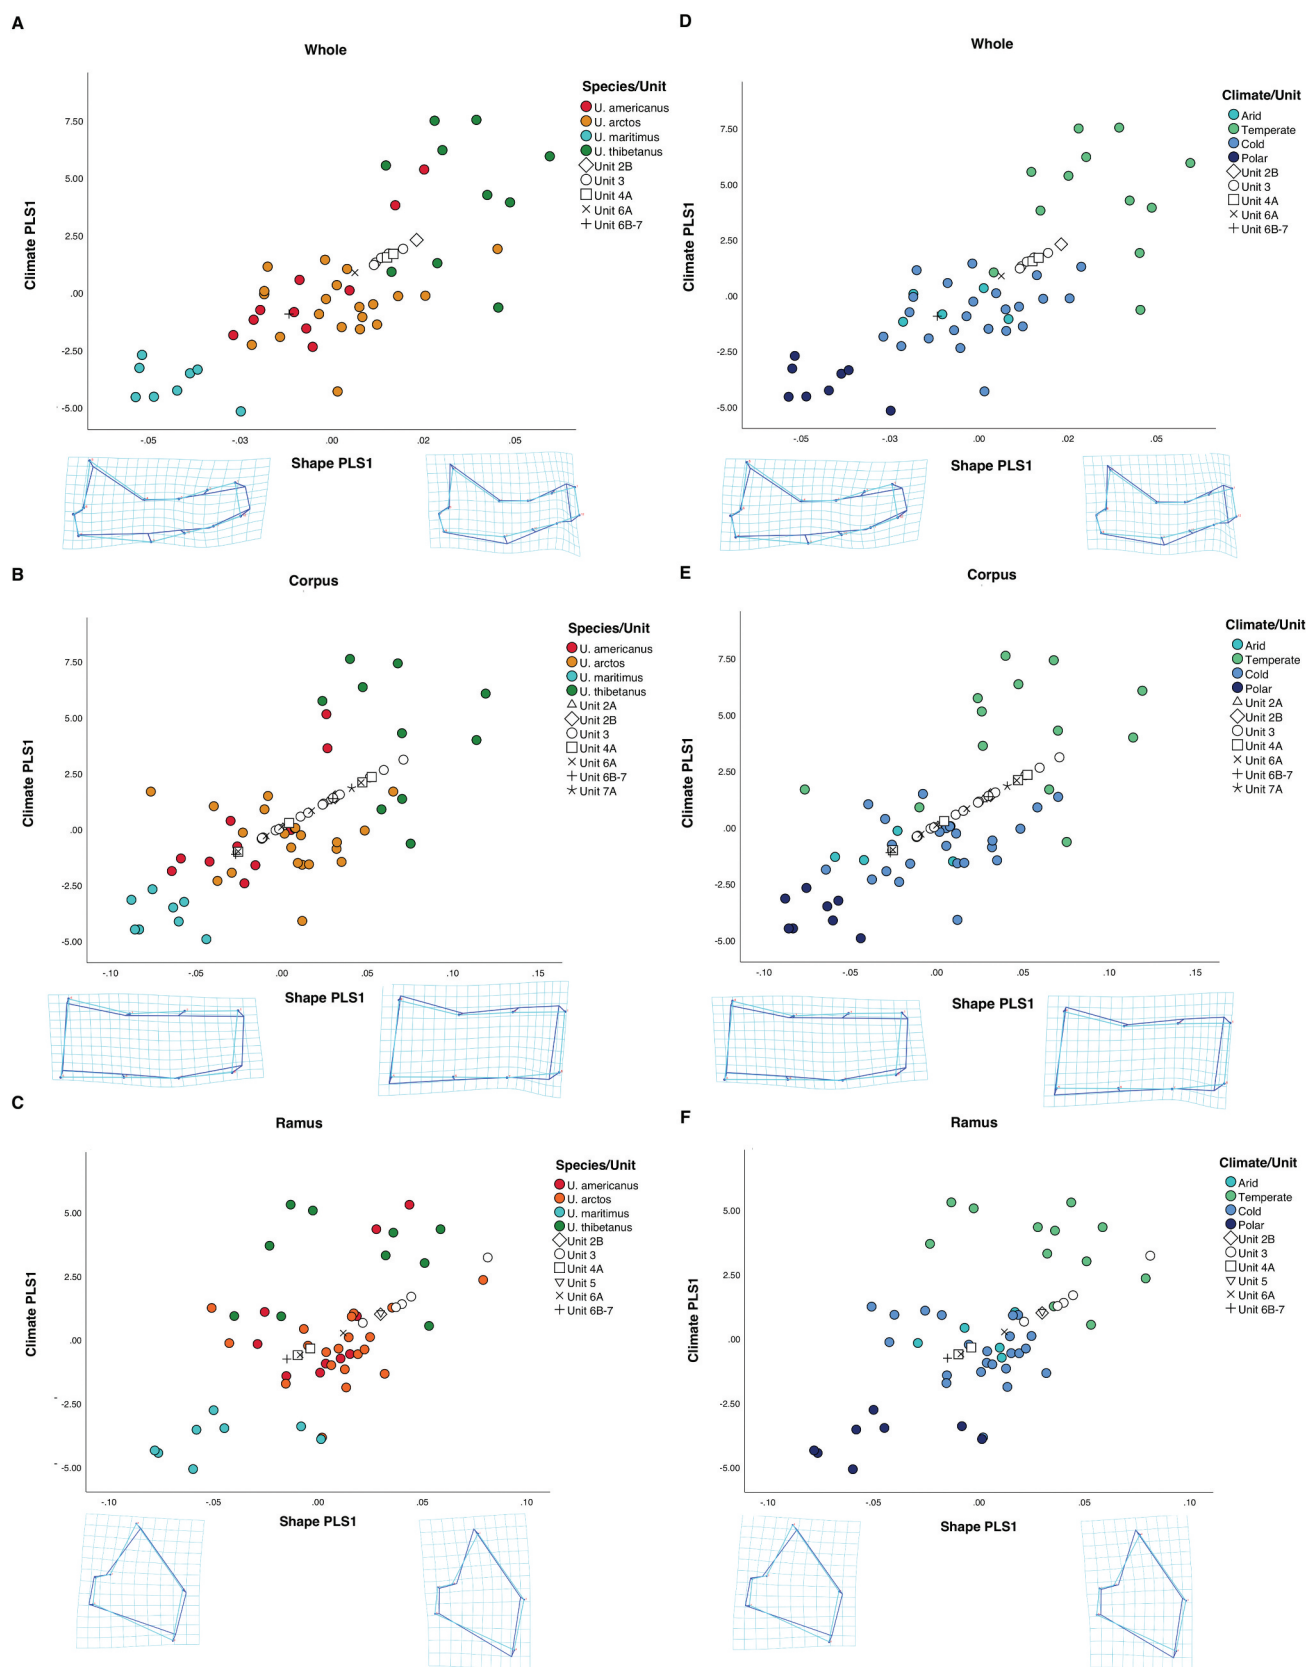 A
Whole
Climate PLS1
7.50
5.00
2.50
.00
-2.50
-5.00
-.05
-.03
.00
.02
.05
Shape PLS1
Species/Unit
U. americanus
U. arctos
U. maritimus
U. thibetanus
Unit 2B
Unit 3
Unit 4A
Unit 6A
Unit 6B-7
D
Whole
Climate PLS1
7.50
5.00
2.50
.00
-2.50
-5.00
-.05
-.03
.00
.02
.05
Shape PLS1
Climate/Unit
Arid
Temperate
Cold
Polar
Unit 2B
Unit 3
Unit 4A
Unit 6A
Unit 6B-7
B
Corpus
Climate PLS1
7.50
5.00
2.50
.00
-2.50
-5.00
-.10
-.05
.00
.05
.10
.15
Shape PLS1
Species/Unit
U. americanus
U. arctos
U. maritimus
U. thibetanus
Unit 2A
Unit 2B
Unit 3
Unit 4A
Unit 6A
Unit 6B-7
Unit 7A
E
Corpus
Climate PLS1
7.50
5.00
2.50
.00
-2.50
-5.00
-.10
-.05
.00
.05
.10
.15
Shape PLS1
Climate/Unit
Arid
Temperate
Cold
Polar
Unit 2A
Unit 2B
Unit 3
Unit 4A
Unit 6A
Unit 6B-7
Unit 7A
C
Ramus
Climate PLS1
5.00
2.50
.00
-2.50
-5.00
-.10
-.05
.00
.05
.10
Shape PLS1
Species/Unit
U. americanus
U. arctos
U. maritimus
U. thibetanus
Unit 2B
Unit 3
Unit 4A
Unit 5
Unit 6A
Unit 6B-7
F
Ramus
Climate PLS1
5.00
2.50
.00
-2.50
-5.00
-.10
-.05
.00
.05
.10
Shape PLS1
Climate/Unit
Arid
Temperate
Cold
Polar
Unit 2B
Unit 3
Unit 4A
Unit 5
Unit 6A
Unit 6B-7